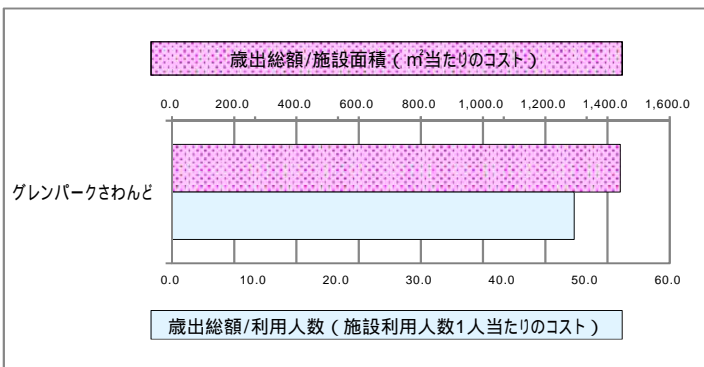 歳出総額/施設面積(㎡当たりのコスト)
0.0 200.0 400.0 600.0 800.0 1,000.0 1,200.0 1,400.0 1,600.0
グレンパークさわんど
0.0 10.0 20.0 30.0 40.0 50.0 60.0
歳出総額/利用人数(施設利用人数1人当たりのコスト)